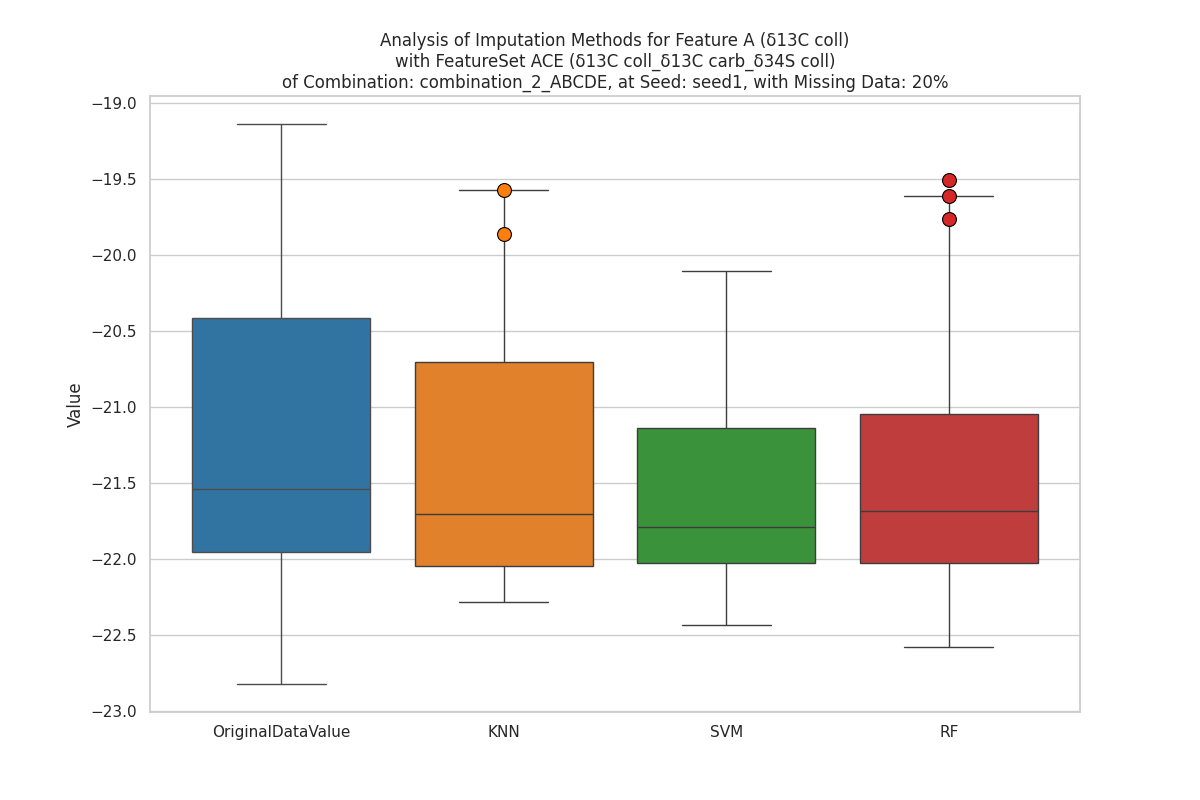 Analysis of Imputation Methods for Feature A (δ13C coll)
with FeatureSet ACE (δ13C coll_δ13C carb_δ34S coll)
of Combination: combination_2_ABCDE, at Seed: seed1, with Missing Data: 20%
Value
−19.0
−19.5
−20.0
−20.5
−21.0
−21.5
−22.0
−22.5
−23.0
OriginalDataValue
KNN
SVM
RF